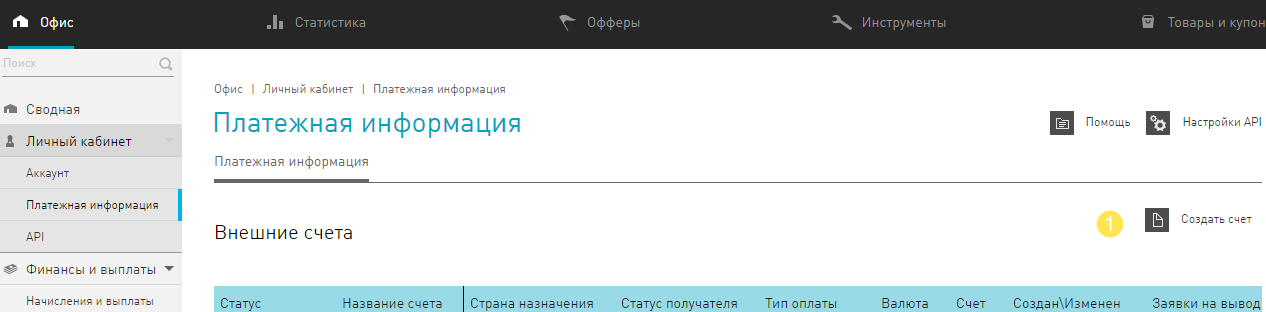 Офис Статистика Офферы Инструменты Товары и купон
Поиск
Сводная
Личный кабинет
Аккаунт
Платежная информация
API
Финансы и выплаты
Начисления и выплаты
Офис | Личный кабинет | Платежная информация
Платежная информация
Помощь Настройки API
Платежная информация
1 Создать счет
Внешние счета
Статус Название счета Страна назначения Статус получателя Тип оплаты Валюта Счет Создан\Изменен Заявки на вывод